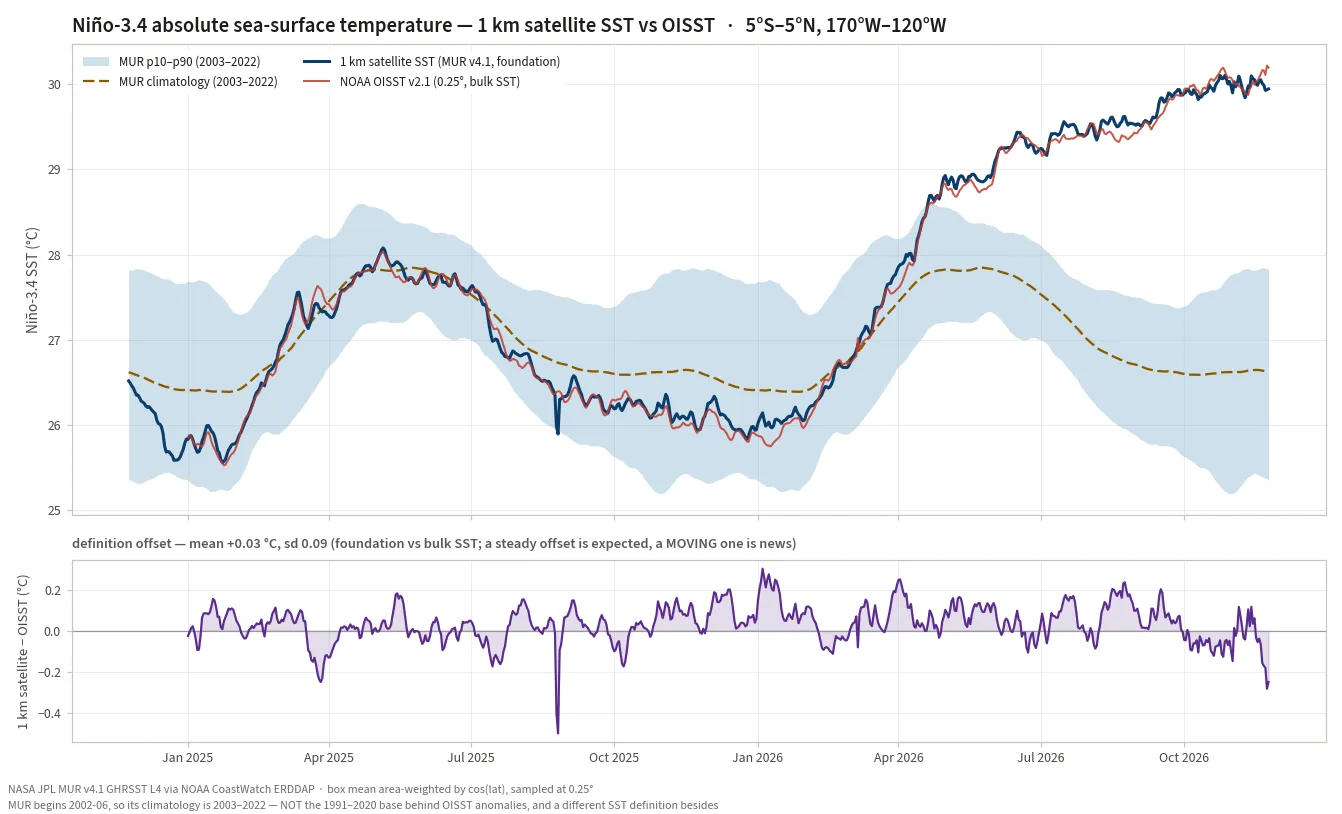 Niño-3.4 absolute sea-surface temperature — 1 km satellite SST vs OISST · 5°S–5°N, 170°W–120°W
MUR p10–p90 (2003–2022)
MUR climatology (2003–2022)
1 km satellite SST (MUR v4.1, foundation)
NOAA OISST v2.1 (0.25°, bulk SST)
Niño-3.4 SST (°C)
30
29
28
27
26
25
definition offset — mean +0.03 °C, sd 0.09 (foundation vs bulk SST; a steady offset is expected, a MOVING one is news)
1 km satellite − OISST (°C)
0.2
0.0
−0.2
−0.4
Jan 2025
Apr 2025
Jul 2025
Oct 2025
Jan 2026
Apr 2026
Jul 2026
Oct 2026
NASA JPL MUR v4.1 GHRSST L4 via NOAA CoastWatch ERDDAP · box mean area-weighted by cos(lat), sampled at 0.25°
MUR begins 2002-06, so its climatology is 2003–2022 — NOT the 1991–2020 base behind OISST anomalies, and a different SST definition besides